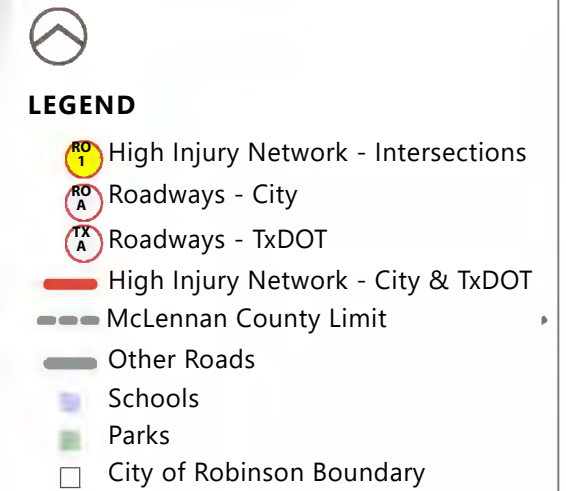 LEGEND
RO
1
High Injury Network - Intersections
RO
A
Roadways - City
TX
A
Roadways - TxDOT
High Injury Network - City & TxDOT
McLennan County Limit
Other Roads
Schools
Parks
City of Robinson Boundary